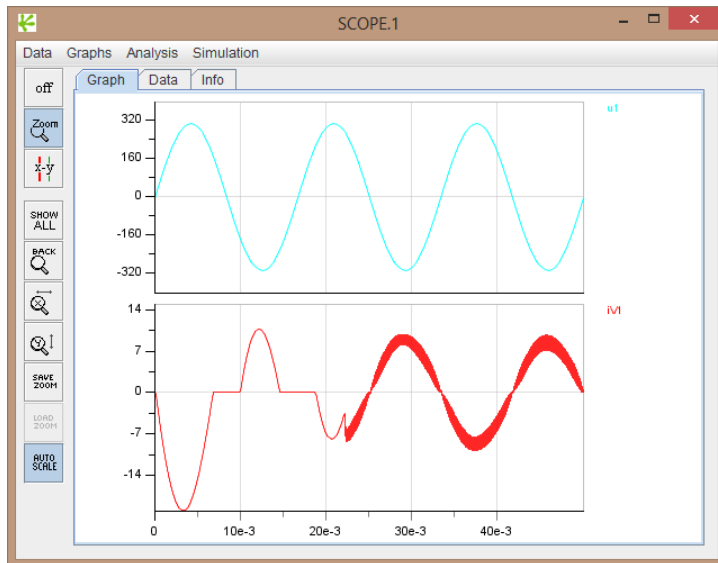 SCOPE.1
Data Graphs Analysis Simulation
off
Zoom
x-y
SHOW ALL
BACK
SAVE ZOOM
LOAD ZOOM
AUTO SCALE
Graph Data Info
320
160
0
-160
-320
u1
14
7
0
-7
-14
iVI
0 10e-3 20e-3 30e-3 40e-3